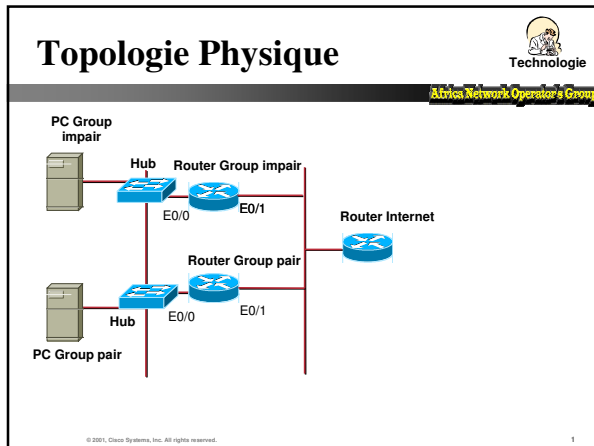 Topologie Physique
Technologie
Africa Network Operator's Group
PC Group
impair
Hub
Router Group impair
E0/0
E0/1
Router Internet
Router Group pair
E0/0
E0/1
Hub
PC Group pair
© 2001, Cisco Systems, Inc. All rights reserved.
1